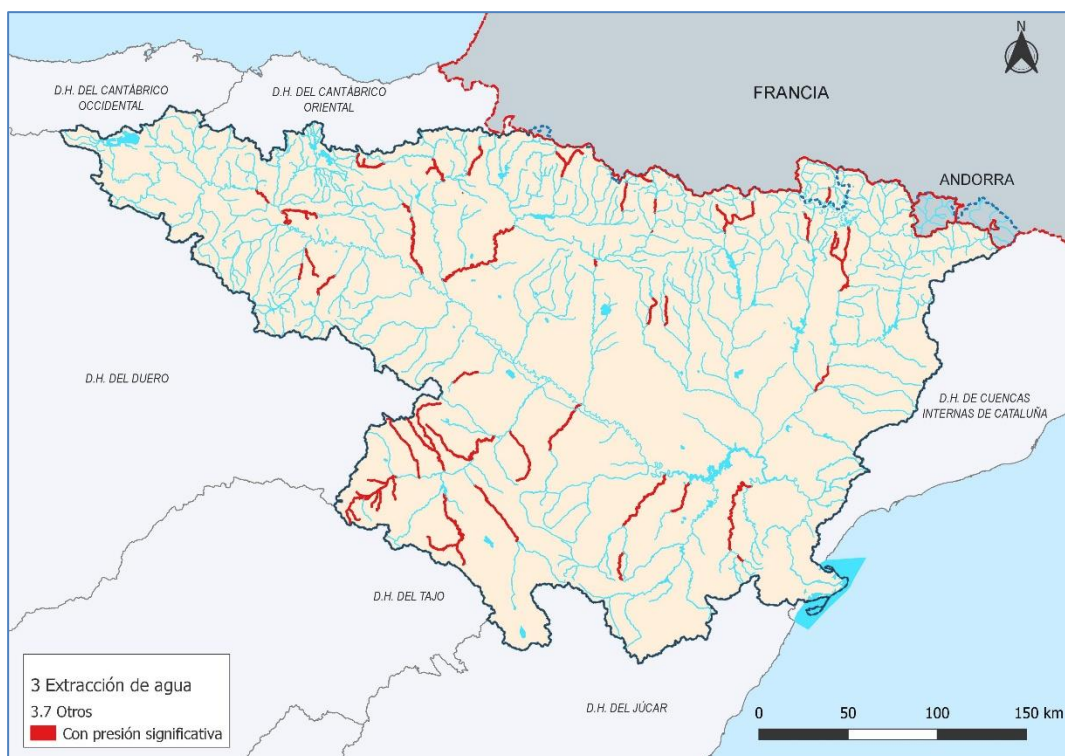 N
D.H. DEL CANTÁBRICO
OCCIDENTAL
D.H. DEL CANTÁBRICO
ORIENTAL
FRANCIA
ANDORRA
D.H. DEL DUERO
D.H. DE CUENCAS
INTERNAS DE CATALUÑA
D.H. DEL TAJO
D.H. DEL JÚCAR
3 Extracción de agua
3.7 Otros
Con presión significativa
0 50 100 150 km